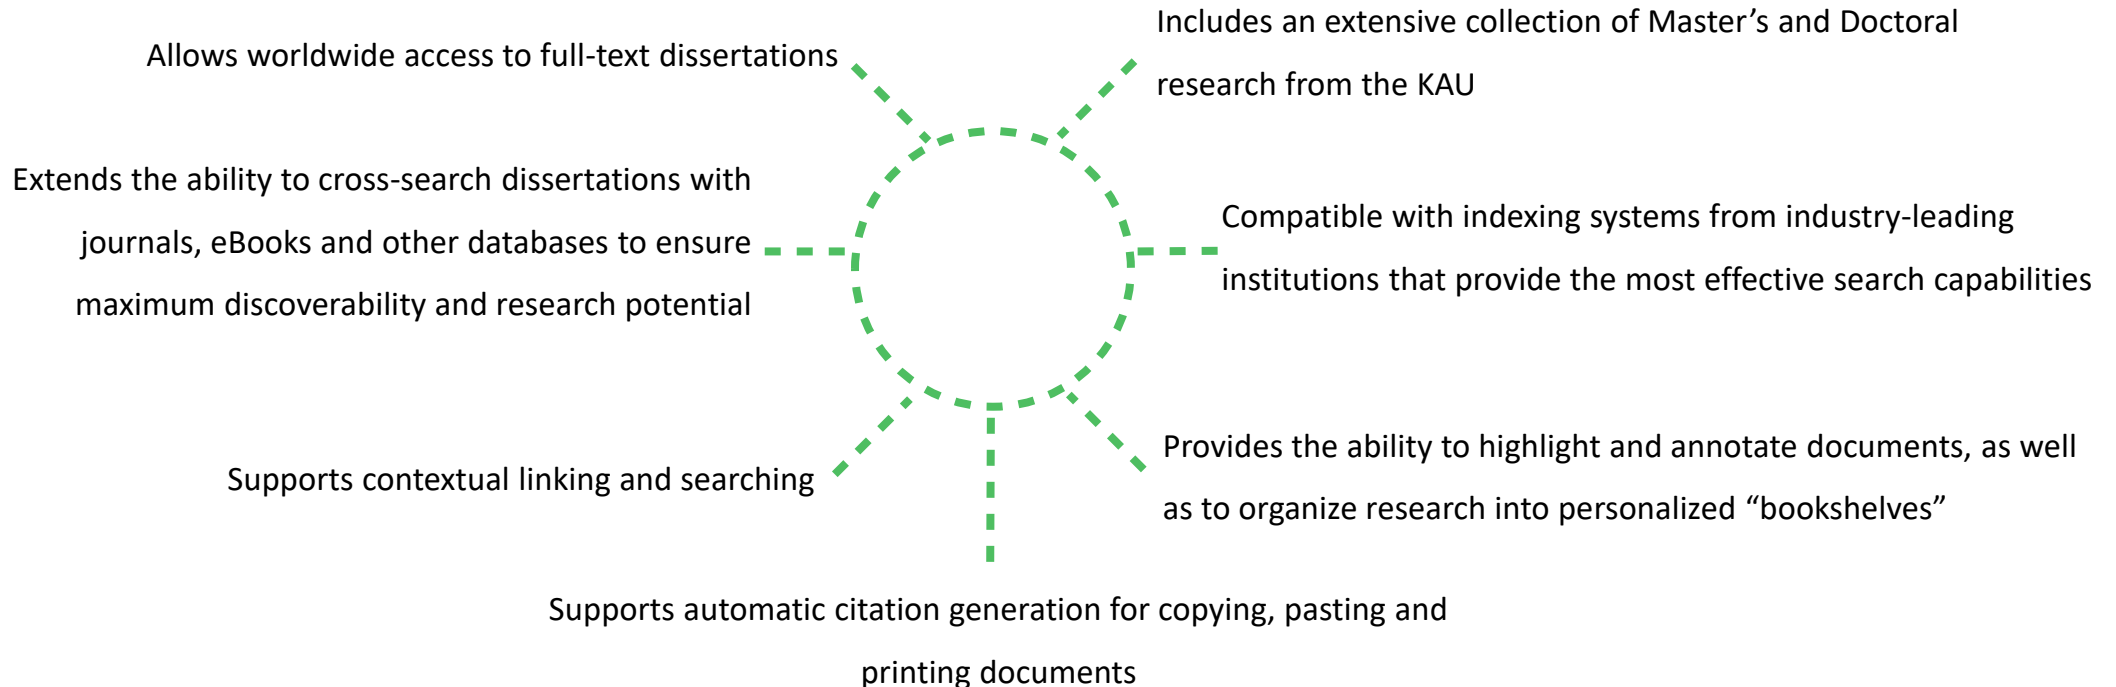 Allows worldwide access to full-text dissertations
Includes an extensive collection of Master’s and Doctoral
research from the KAU
Extends the ability to cross-search dissertations with
journals, eBooks and other databases to ensure
maximum discoverability and research potential
Compatible with indexing systems from industry-leading
institutions that provide the most effective search capabilities
Supports contextual linking and searching
Provides the ability to highlight and annotate documents, as well
as to organize research into personalized “bookshelves”
Supports automatic citation generation for copying, pasting and
printing documents